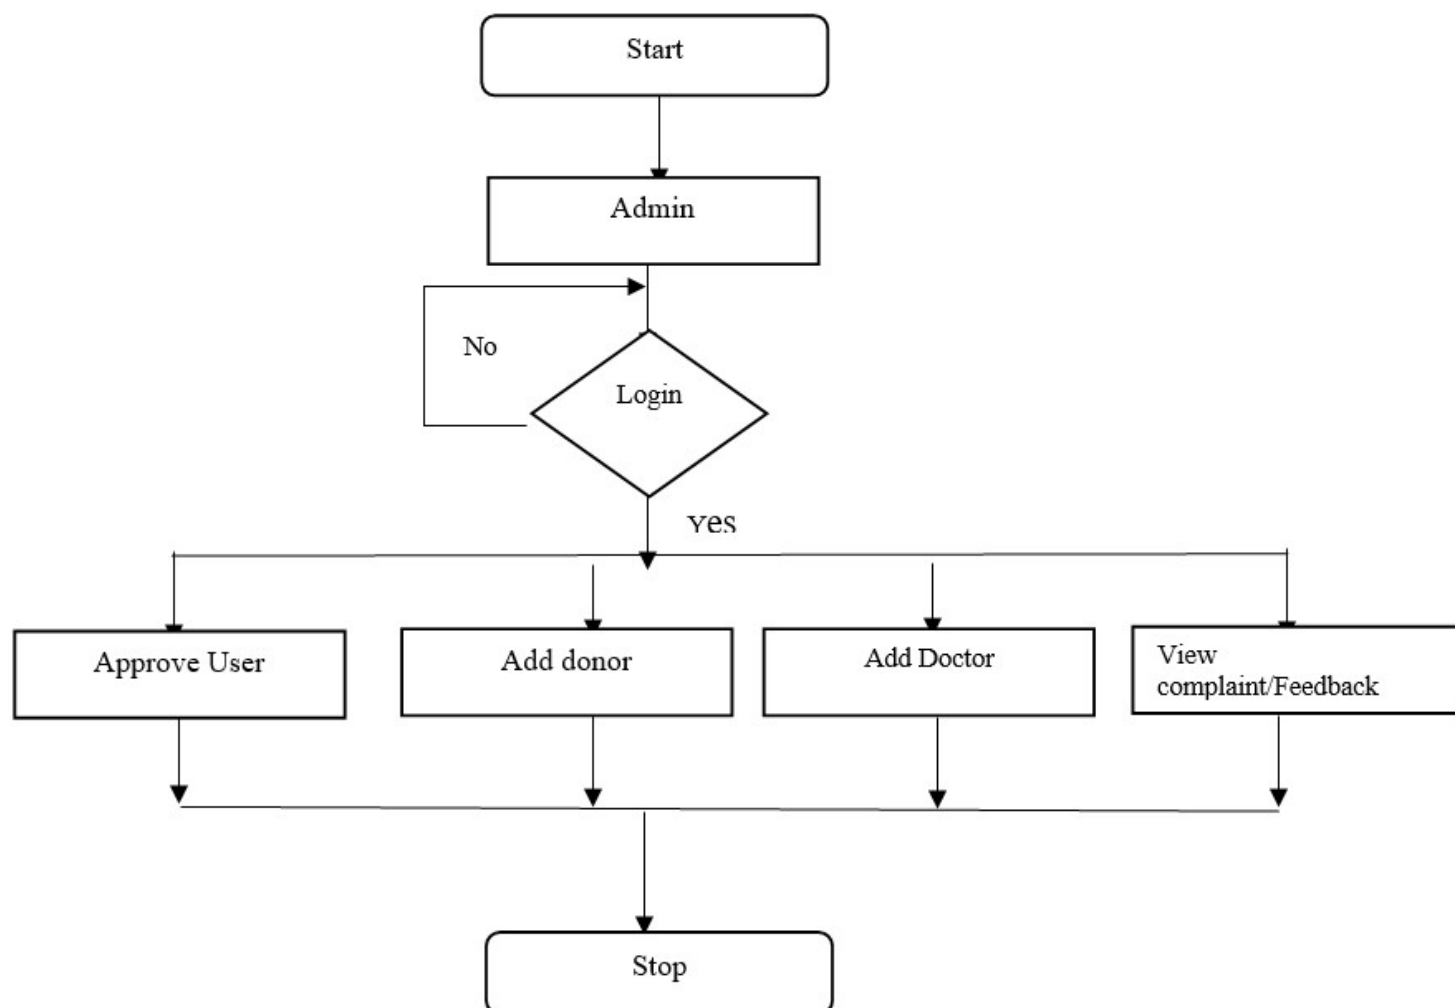 Start
Admin
No
Login
Yes
Approve User
Add donor
Add Doctor
View
complaint/Feedback
Stop